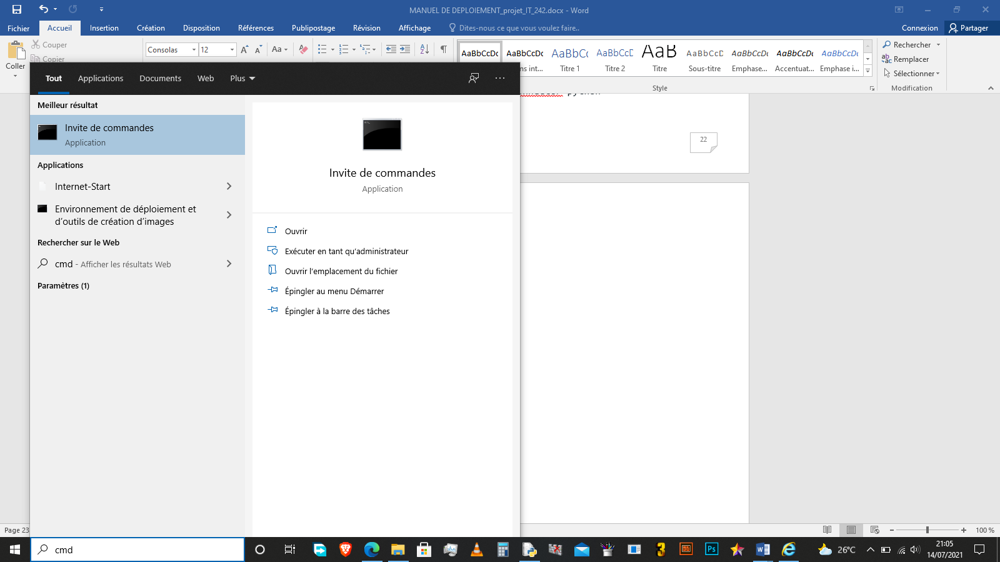 MANUEL DE DEPLOIEMENT_projet_IT_242.docx - Word
Fichier Accueil Insertion Création Disposition Références Publipostage Révision Affichage Dites-nous ce que vous voulez faire.. Connexion Partager
Coller
Couper
Copier
Consolas 12 Aa
AaBbCcDc AaBbCcDc AaBbCc AaBbCcD AaB AaBbCcD AaBbCcDc AaBbCcDc AaBbCcDc
ns int... Titre 1 Titre 2 Titre Sous-titre Emphase... Accentuat... Emphase i...
Style
Rechercher
Remplacer
Sélectionner
Modification
Tout Applications Documents Web Plus
Meilleur résultat
Invite de commandes
Application
Applications
Internet-Start
Environnement de déploiement et
d'outils de création d'images
Rechercher sur le Web
cmd - Afficher les résultats Web
Paramètres (1)
Invite de commandes
Application
Ouvrir
Exécuter en tant qu'administrateur
Ouvrir l'emplacement du fichier
Épingler au menu Démarrer
Épingler à la barre des tâches
python
22
Page 23
100 %
cmd
26°C
21:05
14/07/2021